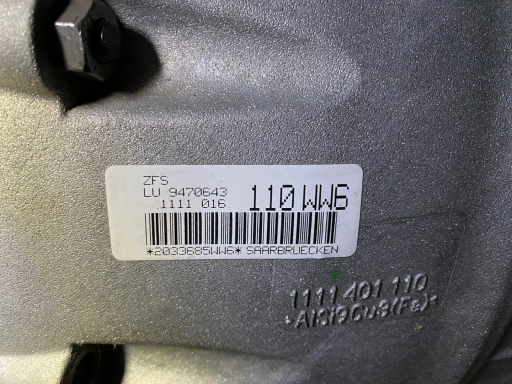 ZFS
LU 9470643
1111 016
110 WW6
*2033685WW6* SAARBRUECKEN
1111 401 110
AlSi9Cu3(Fe)